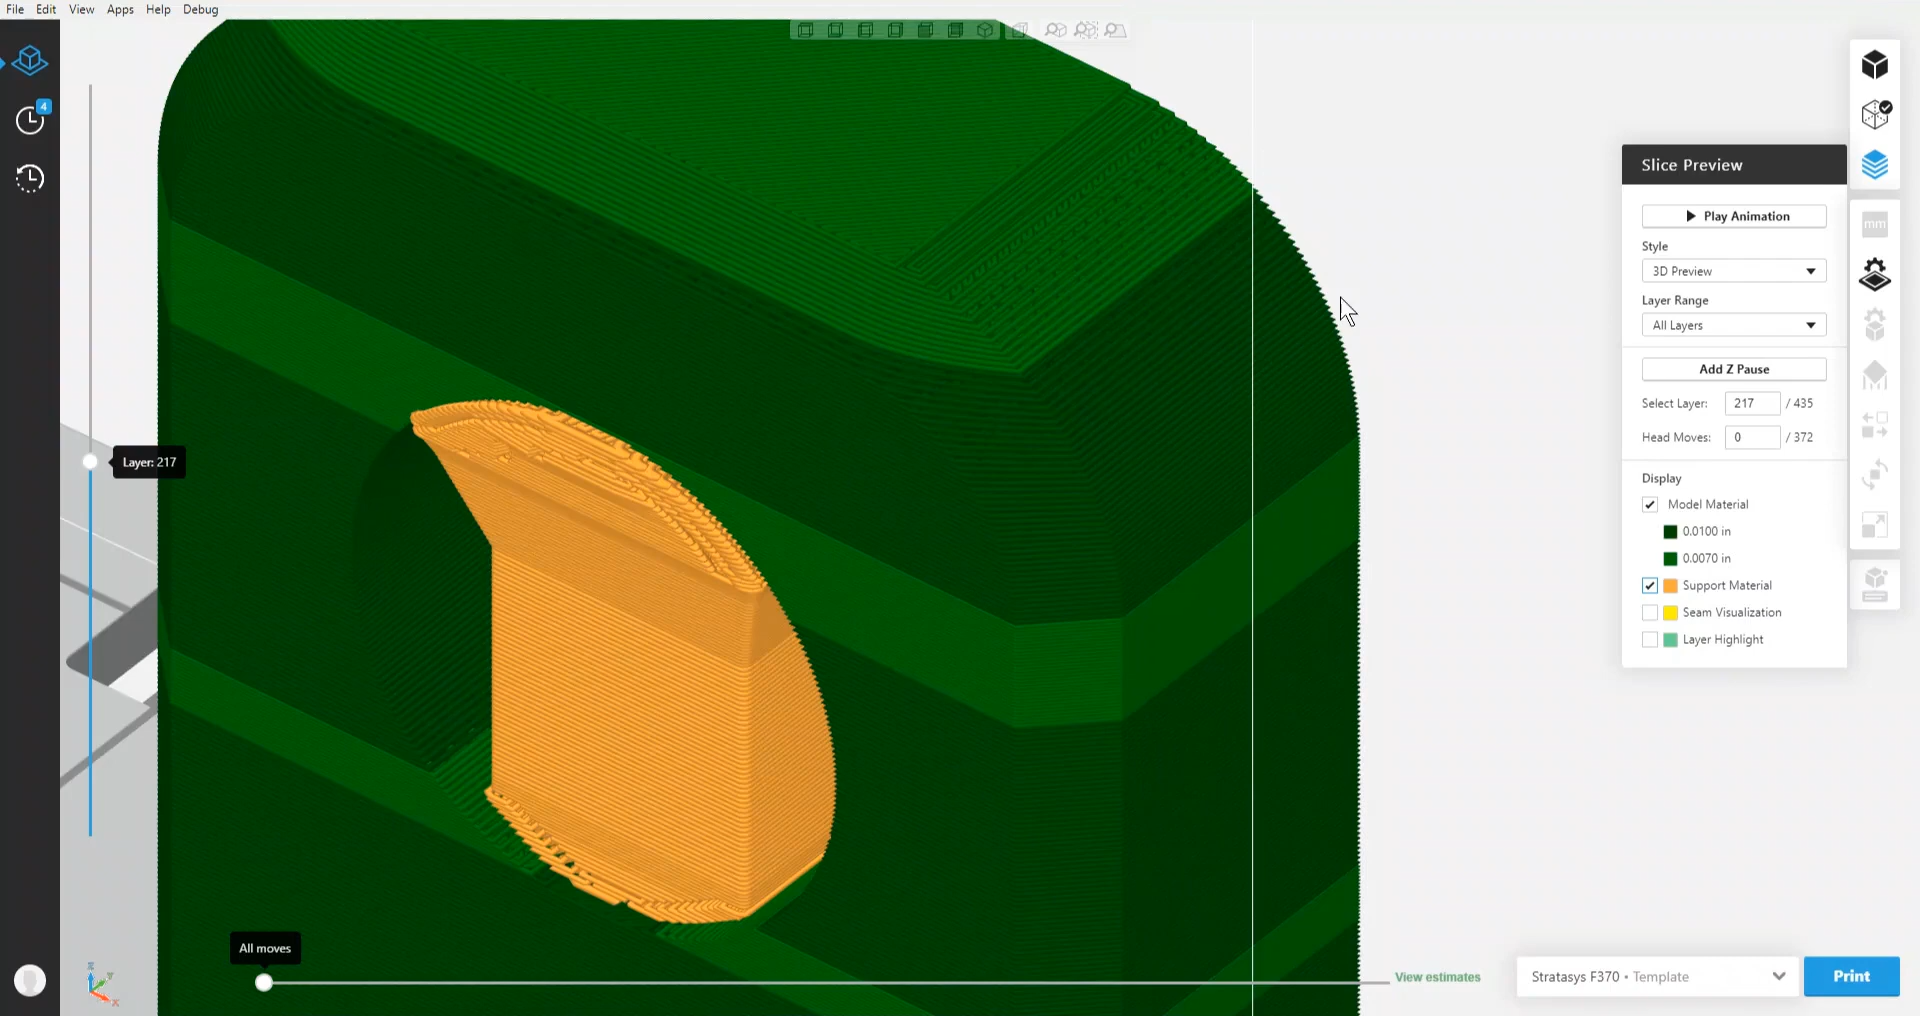 File Edit View Apps Help Debug
4
Slice Preview
Play Animation
Style
3D Preview
Layer Range
All Layers
Add Z Pause
Select Layer: 217 / 435
Head Moves: 0 / 372
Display
Model Material
0.0100 in
0.0070 in
Support Material
Seam Visualization
Layer Highlight
mm
Layer: 217
All moves
View estimates
Stratasys F370 • Template
Print
Z
Y
X